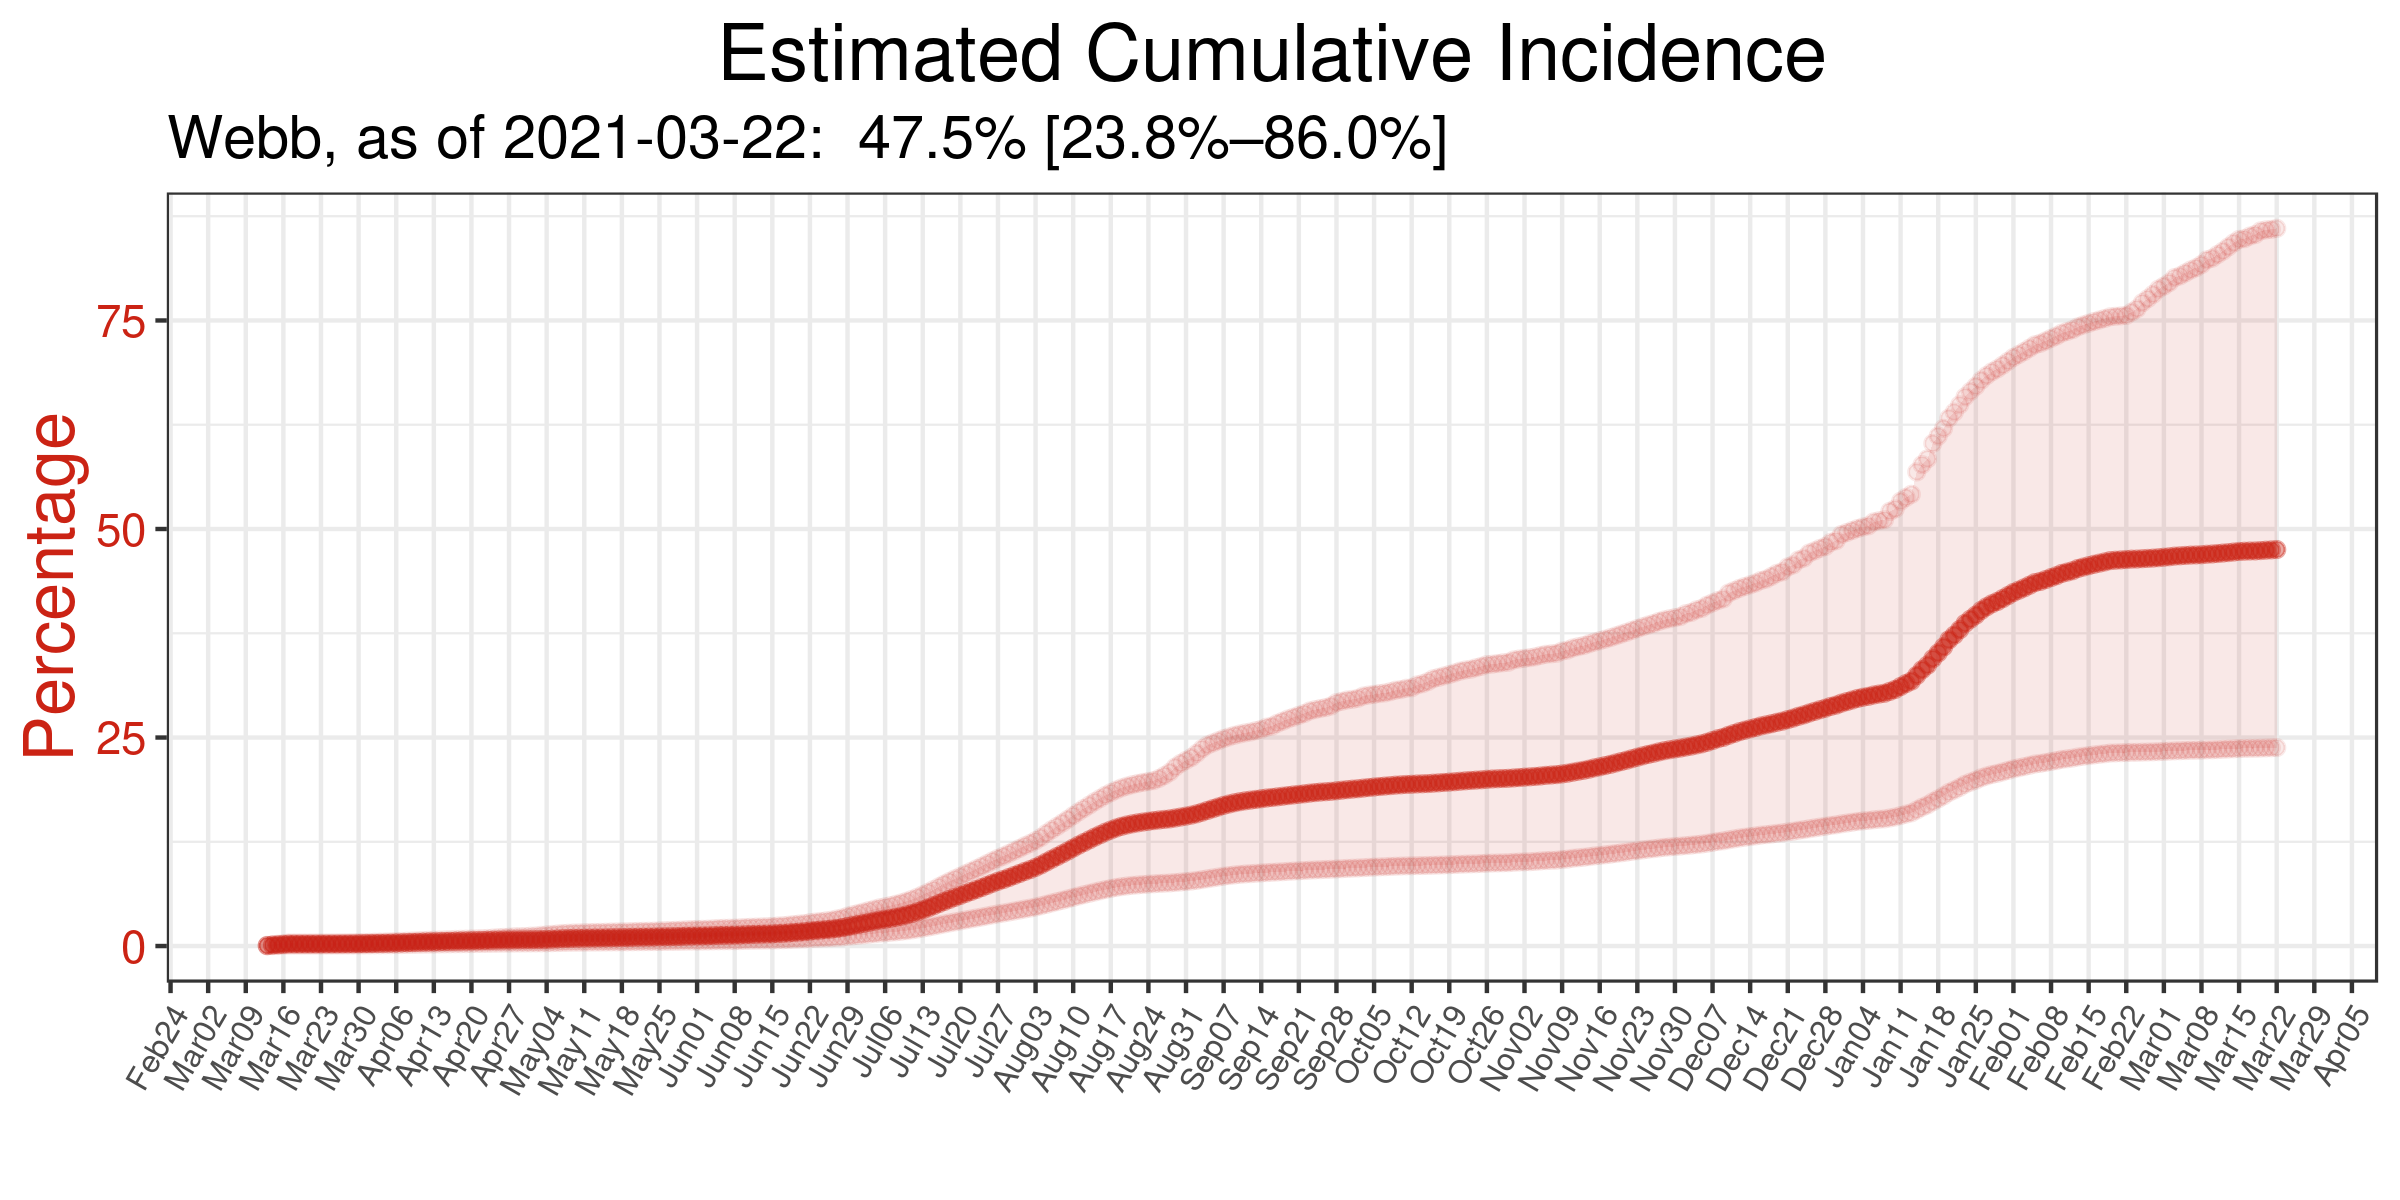 Estimated Cumulative Incidence
Webb, as of 2021-03-22: 47.5% [23.8%–86.0%]
Percentage
75
50
25
0
Feb24
Mar02
Mar09
Mar16
Mar23
Mar30
Apr06
Apr13
Apr20
Apr27
May04
May11
May18
May25
Jun01
Jun08
Jun15
Jun22
Jun29
Jul06
Jul13
Jul20
Jul27
Aug03
Aug10
Aug17
Aug24
Aug31
Sep07
Sep14
Sep21
Sep28
Oct05
Oct12
Oct19
Oct26
Nov02
Nov09
Nov16
Nov23
Nov30
Dec07
Dec14
Dec21
Dec28
Jan04
Jan11
Jan18
Jan25
Feb01
Feb08
Feb15
Feb22
Mar01
Mar08
Mar15
Mar22
Mar29
Apr05